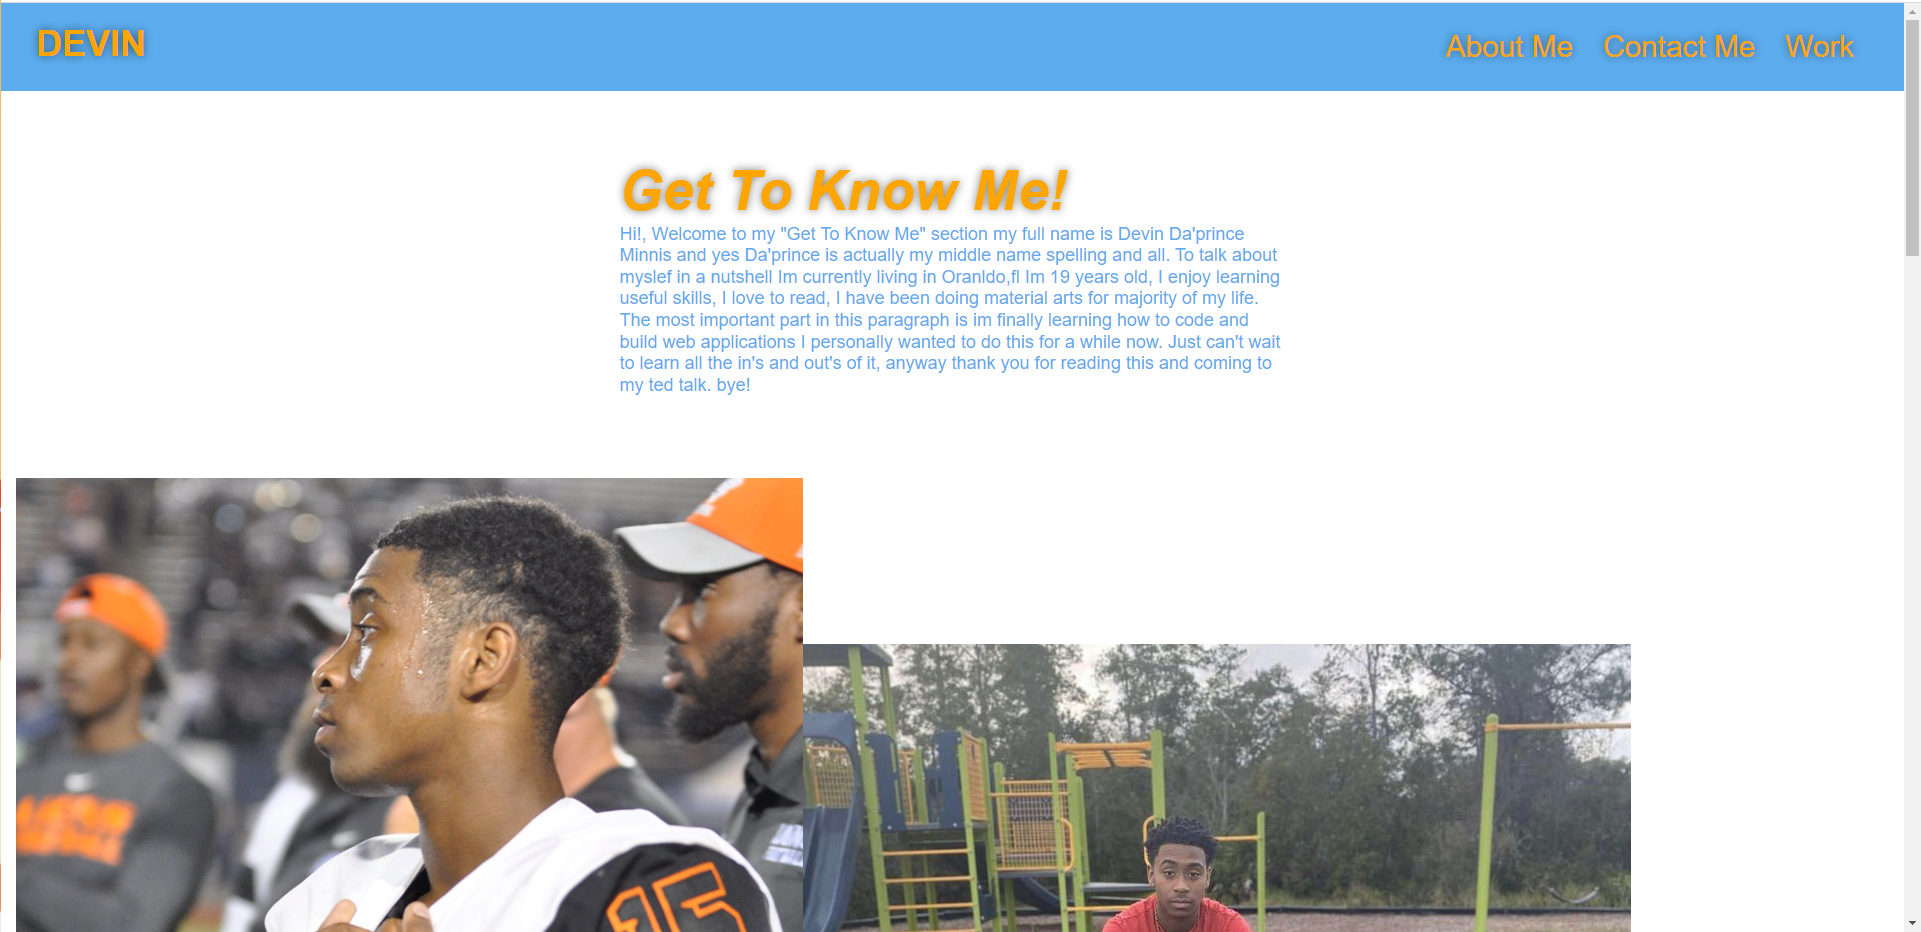 DEVIN
About Me Contact Me Work
Get To Know Me!
Hi!, Welcome to my "Get To Know Me" section my full name is Devin Da'prince
Minnis and yes Da'prince is actually my middle name spelling and all. To talk about
myslef in a nutshell Im currently living in Oranldo,fl Im 19 years old, I enjoy learning
useful skills, I love to read, I have been doing material arts for majority of my life.
The most important part in this paragraph is im finally learning how to code and
build web applications I personally wanted to do this for a while now. Just can't wait
to learn all the in's and out's of it, anyway thank you for reading this and coming to
my ted talk. bye!
15